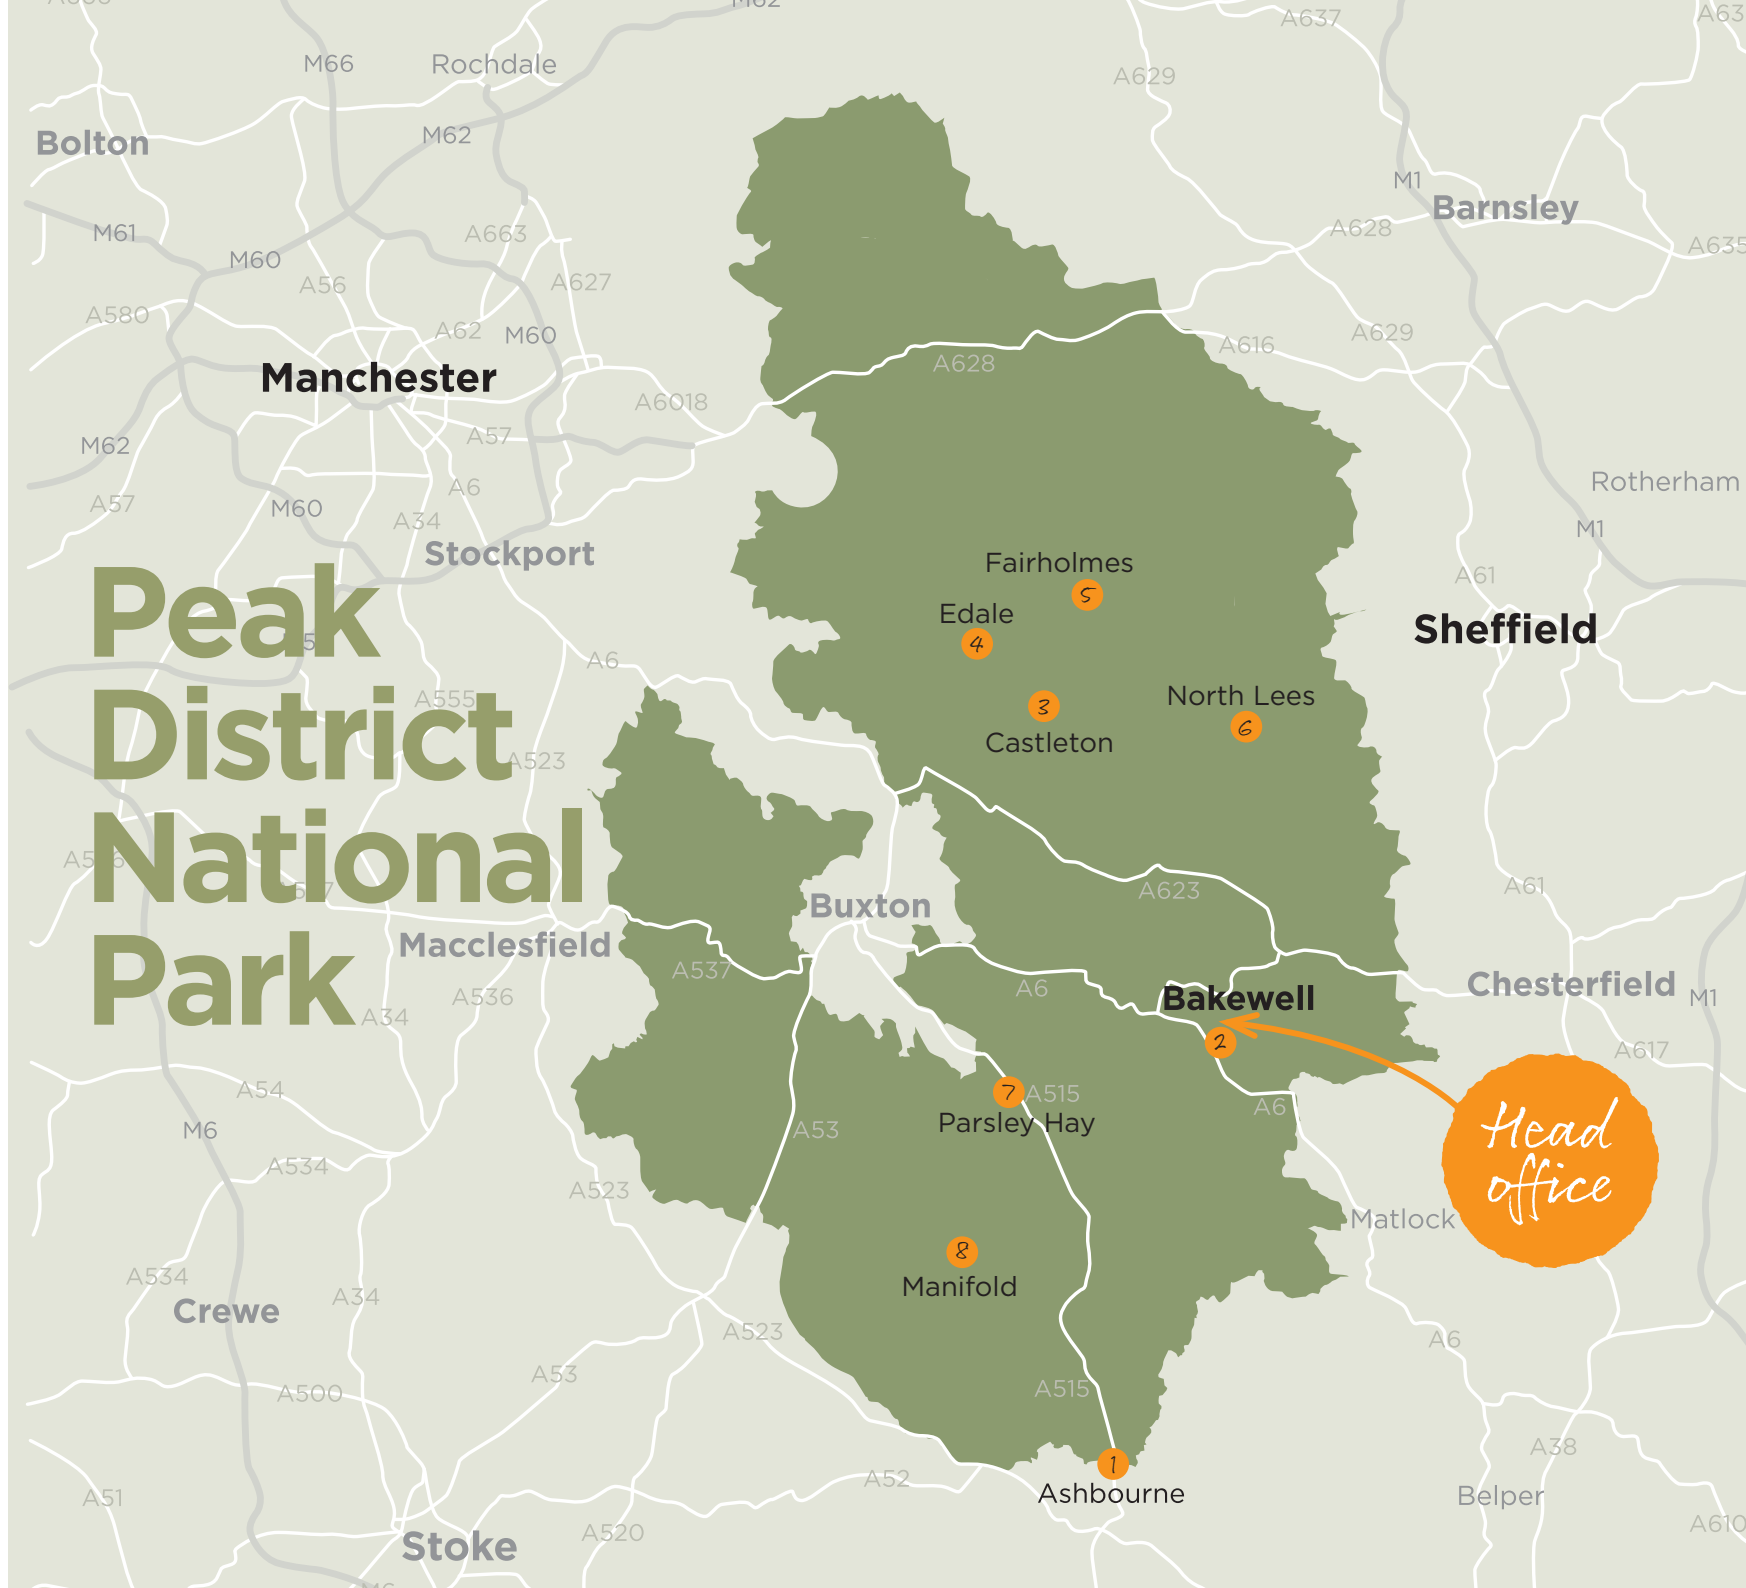 M62
A637
M66
Rochdale
A629
Bolton
M62
M1
Barnsley
M61
A663
A628
A635
M60
A56
A627
A580
A62
M60
A616
A629
Manchester
A628
A6018
M62
A57
A6
Rotherham
A57
M60
A34
M1
Stockport
Fairholmes
5
A61
Edale
4
Sheffield
A6
Peak
District
National
Park
A555
North Lees
3
6
Castleton
A523
A61
A623
Buxton
Macclesfield
A537
A6
Bakewell
Chesterfield
M1
A536
A34
2
A617
A54
7
A515
Parsley Hay
A6
Head
office
M6
A53
A534
A523
Matlock
8
Manifold
A534
Crewe
A34
A523
A6
A53
A500
A515
A38
1
Ashbourne
A52
A51
Belper
A610
A520
Stoke